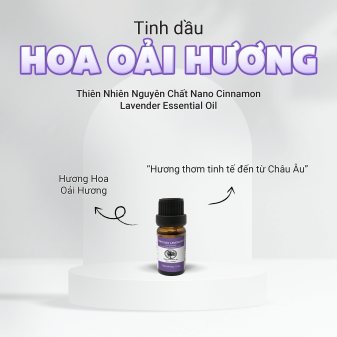 Tinh dầu
HOA OẢI HƯƠNG
Thiên Nhiên Nguyên Chất Nano Cinnamon
Lavender Essential Oil
Hương Hoa
Oải Hương
“Hương thơm tinh tế đến từ Châu Âu”